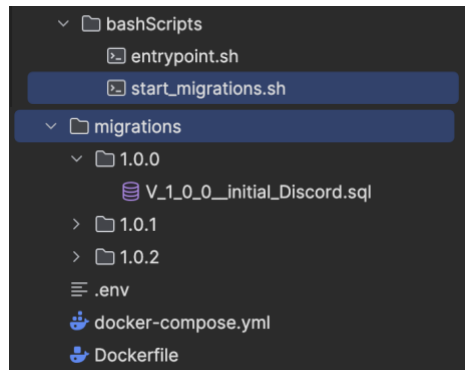 bashScripts
entrypoint.sh
start_migrations.sh
migrations
1.0.0
V_1_0_0__initial_Discord.sql
1.0.1
1.0.2
.env
docker-compose.yml
Dockerfile